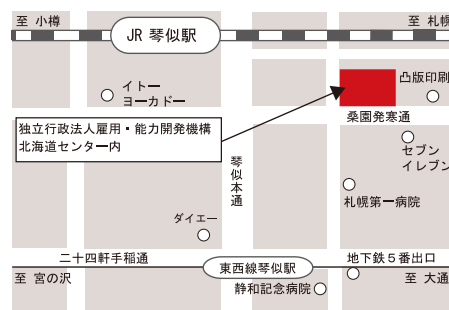 至 小樽
JR 琴似駅
至 札幌
イトー
ヨーカドー
凸版印刷
独立行政法人雇用・能力開発機構
北海道センター内
桑園発寒通
セブン
イレブン
琴似本通
札幌第一病院
ダイエー
二十四軒手稲通
東西線琴似駅
地下鉄5番出口
至 宮の沢
至 大通
静和記念病院